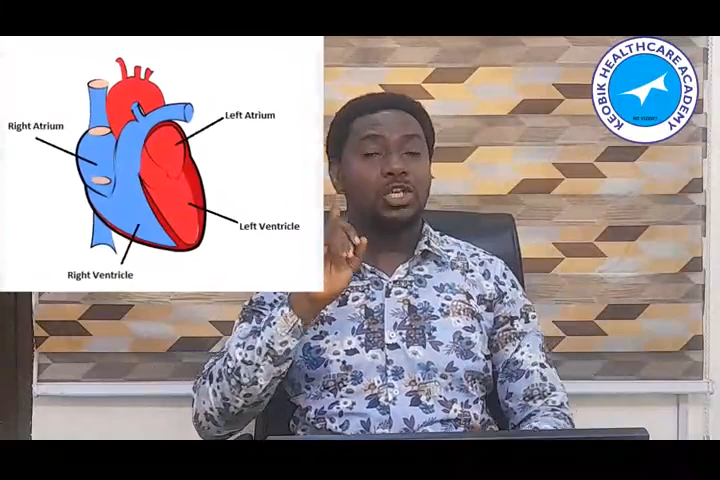 Right Atrium
Left Atrium
Left Ventricle
Right Ventricle
KEOBIK HEALTHCARE ACADEMY